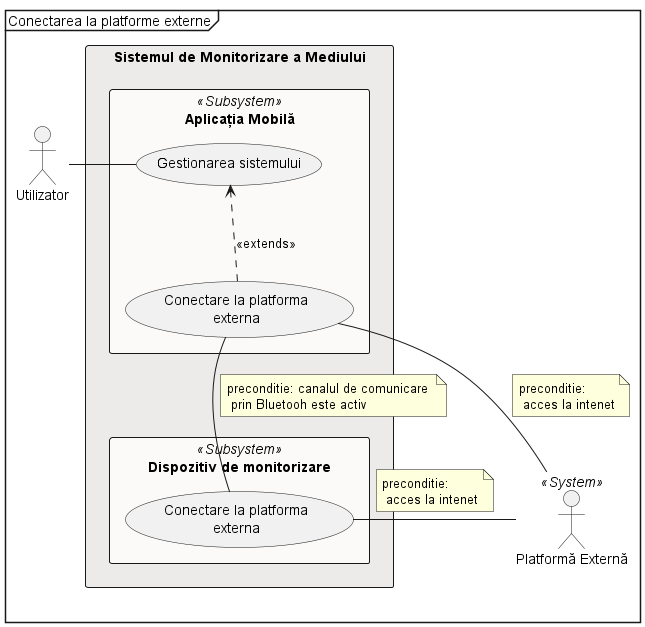 Conectarea la platforme externe
Sistemul de Monitorizare a Mediului
«Subsystem»
Aplicația Mobilă
Gestionarea sistemului
Utilizator
«extends»
Conectare la platforma
externa
preconditie: canalul de comunicare
prin Bluetooh este activ
preconditie:
acces la intenet
«Subsystem»
Dispozitiv de monitorizare
preconditie:
acces la intenet
«System»
Conectare la platforma
externa
Platformă Externă